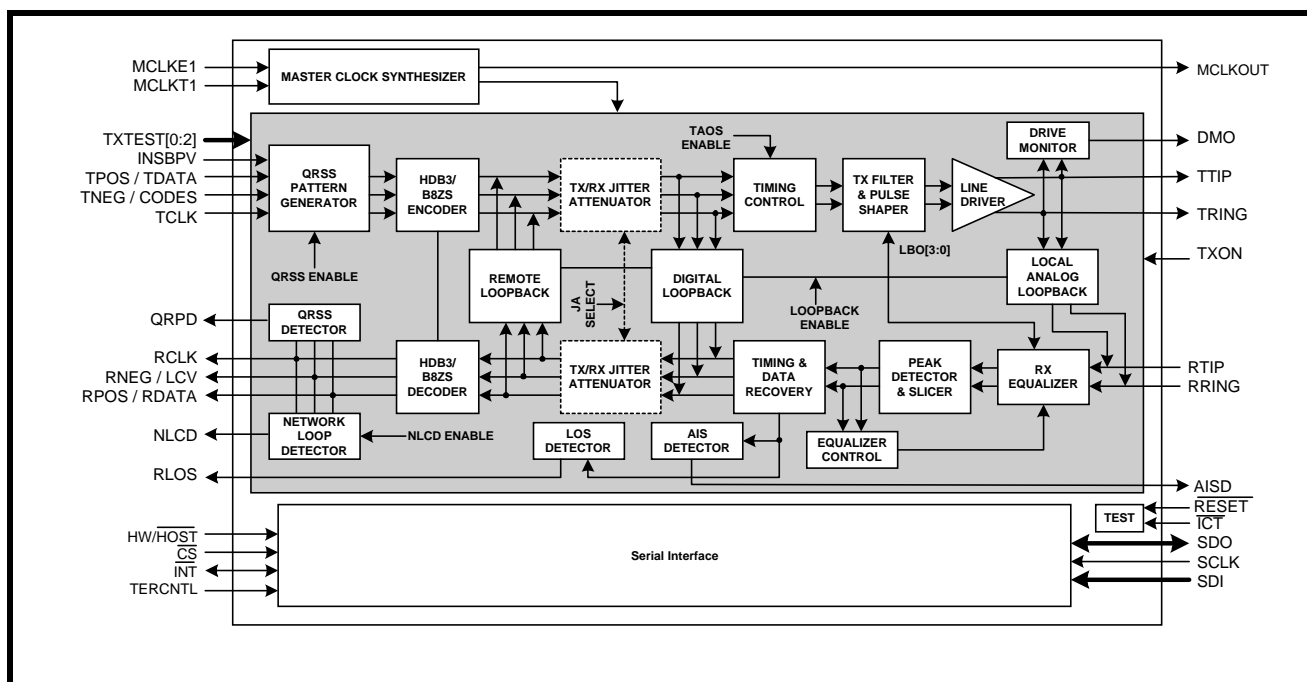 MCLKE1
MCLKT1
MASTER CLOCK SYNTHESIZER
MCLKOUT
TXTEST[0:2]
INSBPV
TPOS / TDATA
TNEG / CODES
TCLK
QRSS
PATTERN
GENERATOR
HDB3/
B8ZS
ENCODER
TX/RX JITTER
ATTENUATOR
TAOS
ENABLE
TIMING
CONTROL
TX FILTER
& PULSE
SHAPER
LINE
DRIVER
DRIVE
MONITOR
DMO
TTIP
TRING
TXON
QRSS ENABLE
REMOTE
LOOPBACK
JA
SELECT
DIGITAL
LOOPBACK
LOOPBACK
ENABLE
LBO[3:0]
LOCAL
ANALOG
LOOPBACK
QRPD
RCLK
RNEG / LCV
RPOS / RDATA
NLCD
RLOS
QRSS
DETECTOR
NETWORK
LOOP
DETECTOR
NLCD ENABLE
HDB3/
B8ZS
DECODER
TX/RX JITTER
ATTENUATOR
TIMING &
DATA
RECOVERY
PEAK
DETECTOR
& SLICER
RX
EQUALIZER
RTIP
RRING
LOS
DETECTOR
AIS
DETECTOR
EQUALIZER
CONTROL
AISD
HW/HOST
CS
INT
TERCNTL
Serial Interface
TEST
RESET
ICT
SDO
SCLK
SDI